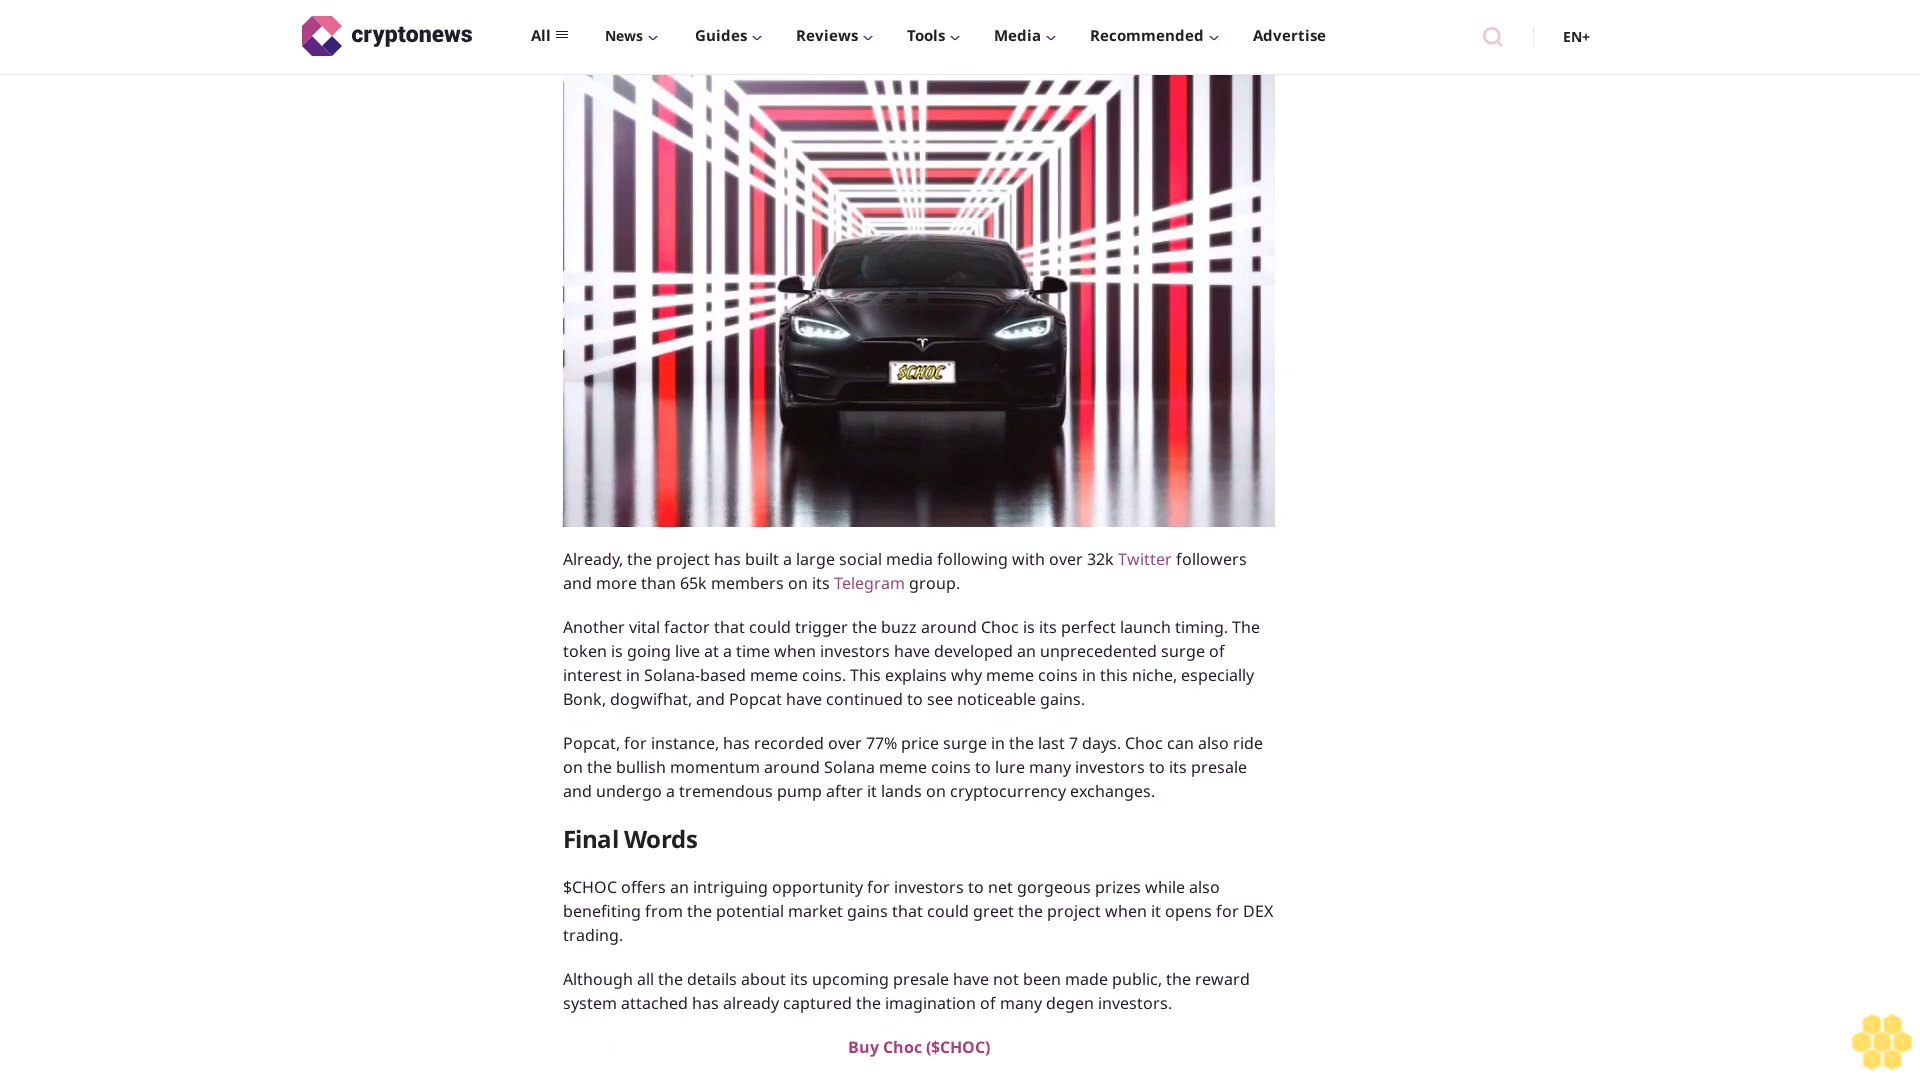 cryptonews
All
News
Guides
Reviews
Tools
Media
Recommended
Advertise
EN+
$CHOC
Already, the project has built a large social media following with over 32k Twitter followers
and more than 65k members on its Telegram group.
Another vital factor that could trigger the buzz around Choc is its perfect launch timing. The
token is going live at a time when investors have developed an unprecedented surge of
interest in Solana-based meme coins. This explains why meme coins in this niche, especially
Bonk, dogwifhat, and Popcat have continued to see noticeable gains.
Popcat, for instance, has recorded over 77% price surge in the last 7 days. Choc can also ride
on the bullish momentum around Solana meme coins to lure many investors to its presale
and undergo a tremendous pump after it lands on cryptocurrency exchanges.
Final Words
$CHOC offers an intriguing opportunity for investors to net gorgeous prizes while also
benefiting from the potential market gains that could greet the project when it opens for DEX
trading.
Although all the details about its upcoming presale have not been made public, the reward
system attached has already captured the imagination of many degen investors.
Buy Choc ($CHOC)